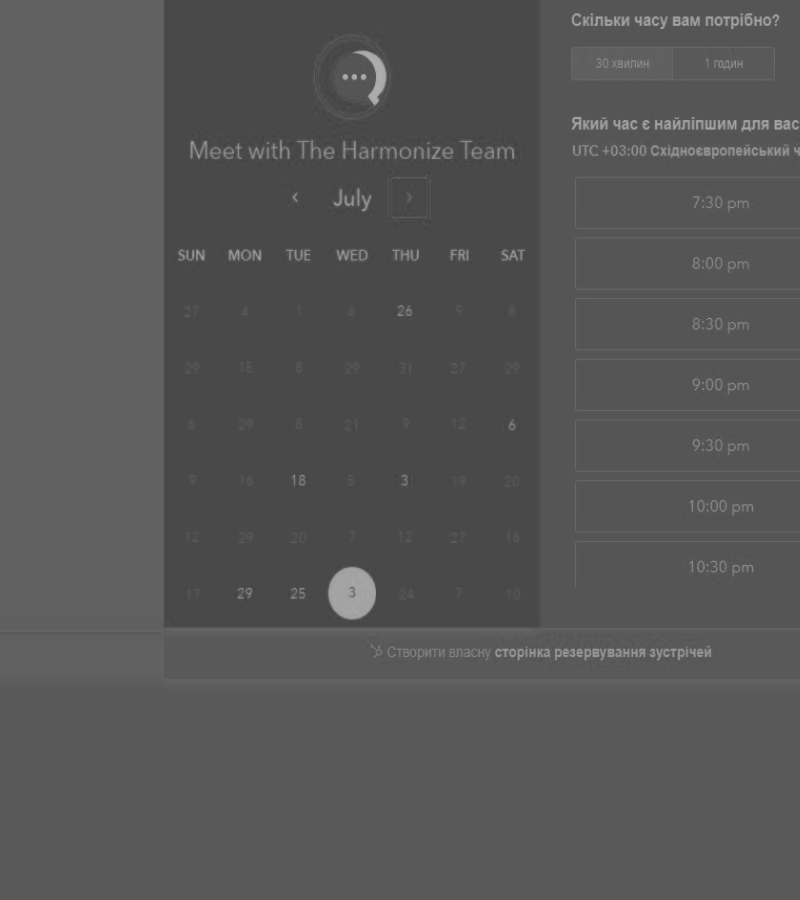 Meet with The Harmonize Team
July
SUN MON TUE WED THU FRI SAT
27 4 1 6 26 9 8
29 15 8 29 31 27 29
6 29 8 21 9 12 6
9 16 18 5 3 19 20
12 29 20 7 12 27 16
17 29 25 3 24 7 10
Скільки часу вам потрібно?
30 хвилин 1 годин
Який час є найліпшим для вас
UTC +03:00 Східноєвропейський ч
7:30 pm
8:00 pm
8:30 pm
9:00 pm
9:30 pm
10:00 pm
10:30 pm
Створити власну сторінка резервування зустрічей